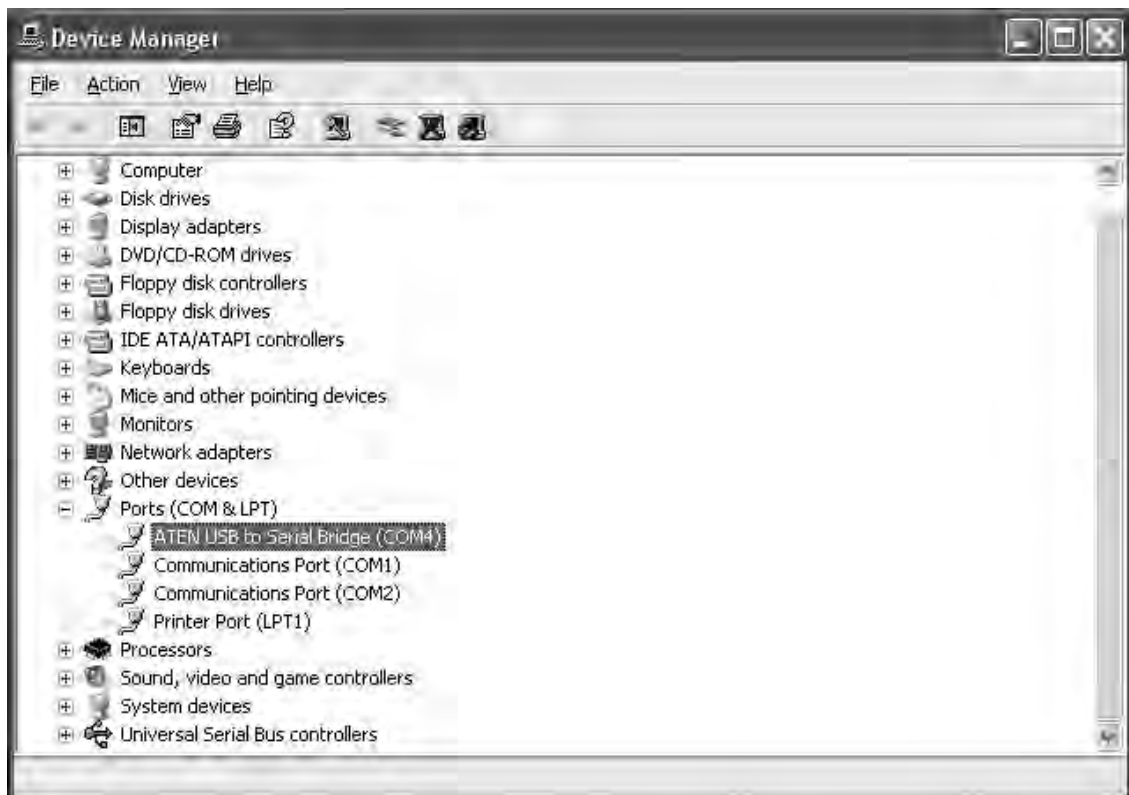 Device Manager
File Action View Help
Computer
Disk drives
Display adapters
DVD/CD-ROM drives
Floppy disk controllers
Floppy disk drives
IDE ATA/ATAPI controllers
Keyboards
Mice and other pointing devices
Monitors
Network adapters
Other devices
Ports (COM & LPT)
ATEN USB to Serial Bridge (COM4)
Communications Port (COM1)
Communications Port (COM2)
Printer Port (LPT1)
Processors
Sound, video and game controllers
System devices
Universal Serial Bus controllers